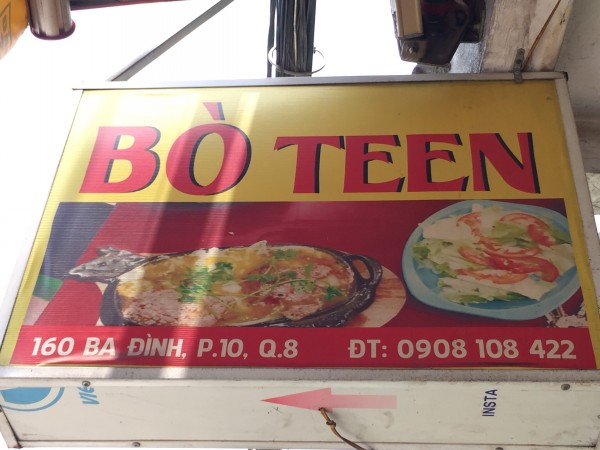 BÒ TEEN
160 BA ĐÌNH, P.10, Q.8 ĐT: 0908 108 422
INSTA